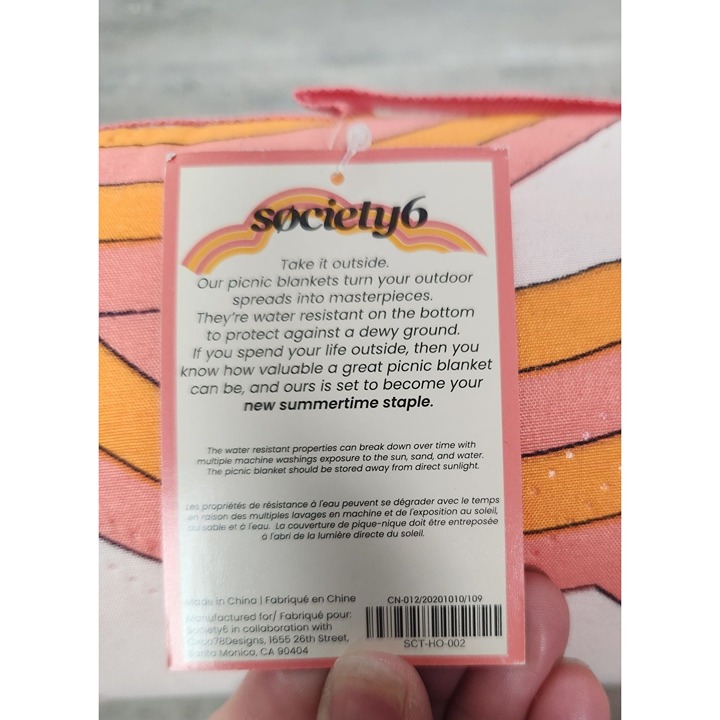 søciety6
Take it outside.
Our picnic blankets turn your outdoor
spreads into masterpieces.
They're water resistant on the bottom
to protect against a dewy ground.
If you spend your life outside, then you
know how valuable a great picnic blanket
can be, and ours is set to become your
new summertime staple.
The water resistant properties can break down over time with
multiple machine washings exposure to the sun, sand, and water.
The picnic blanket should be stored away from direct sunlight.
Les propriétés de résistance à l'eau peuvent se dégrader avec le temps
en raison des multiples lavages en machine et de l'exposition au soleil,
au sable et à l'eau. La couverture de pique-nique doit être entreposée
à l'abri de la lumière directe du soleil.
Made in China | Fabriqué en Chine
Manufactured for/ Fabriqué pour:
Society6 in collaboration with
1655 26th Street,
Santa Monica, CA 90404
CN-012/20201010/109
SCT-HO-002